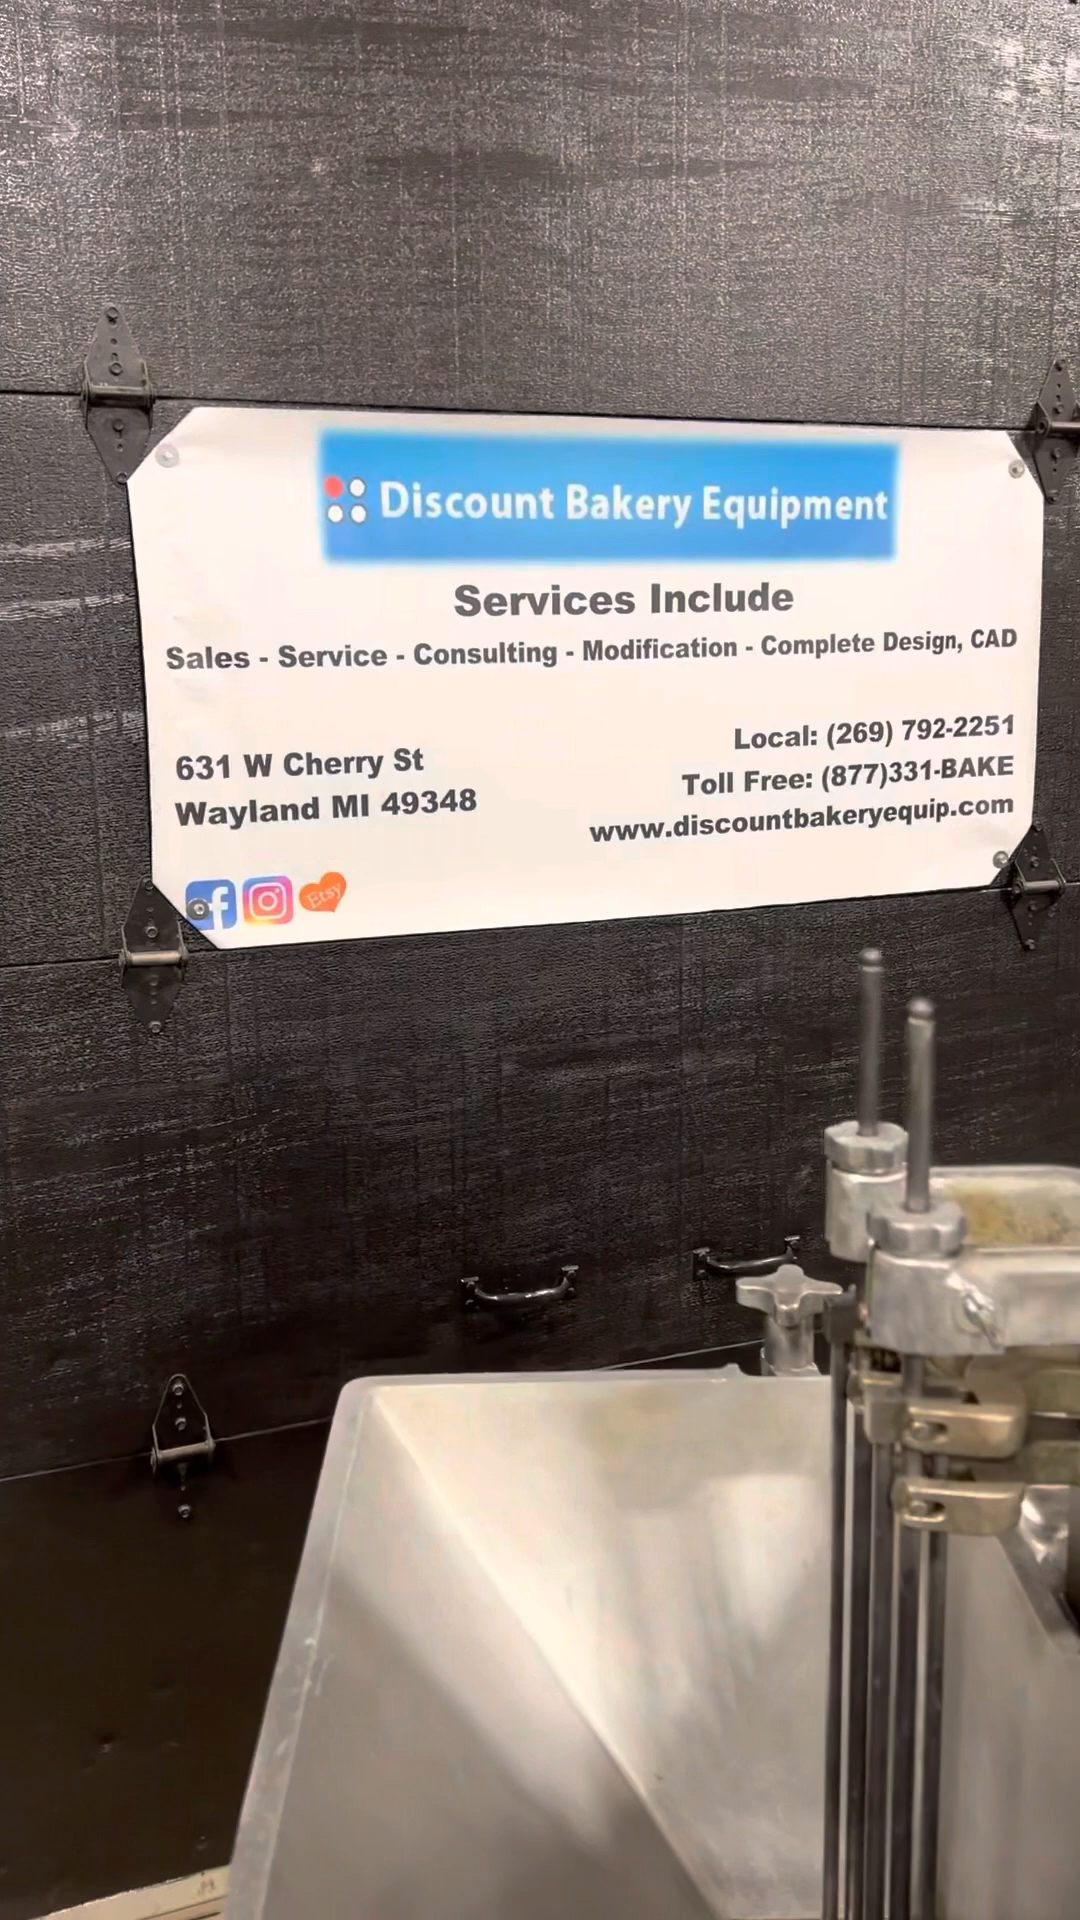 Discount Bakery Equipment
Services Include
Sales - Service - Consulting - Modification - Complete Design, CAD
631 W Cherry St
Wayland MI 49348
Local: (269) 792-2251
Toll Free: (877)331-BAKE
www.discountbakeryequip.com
f
Etsy